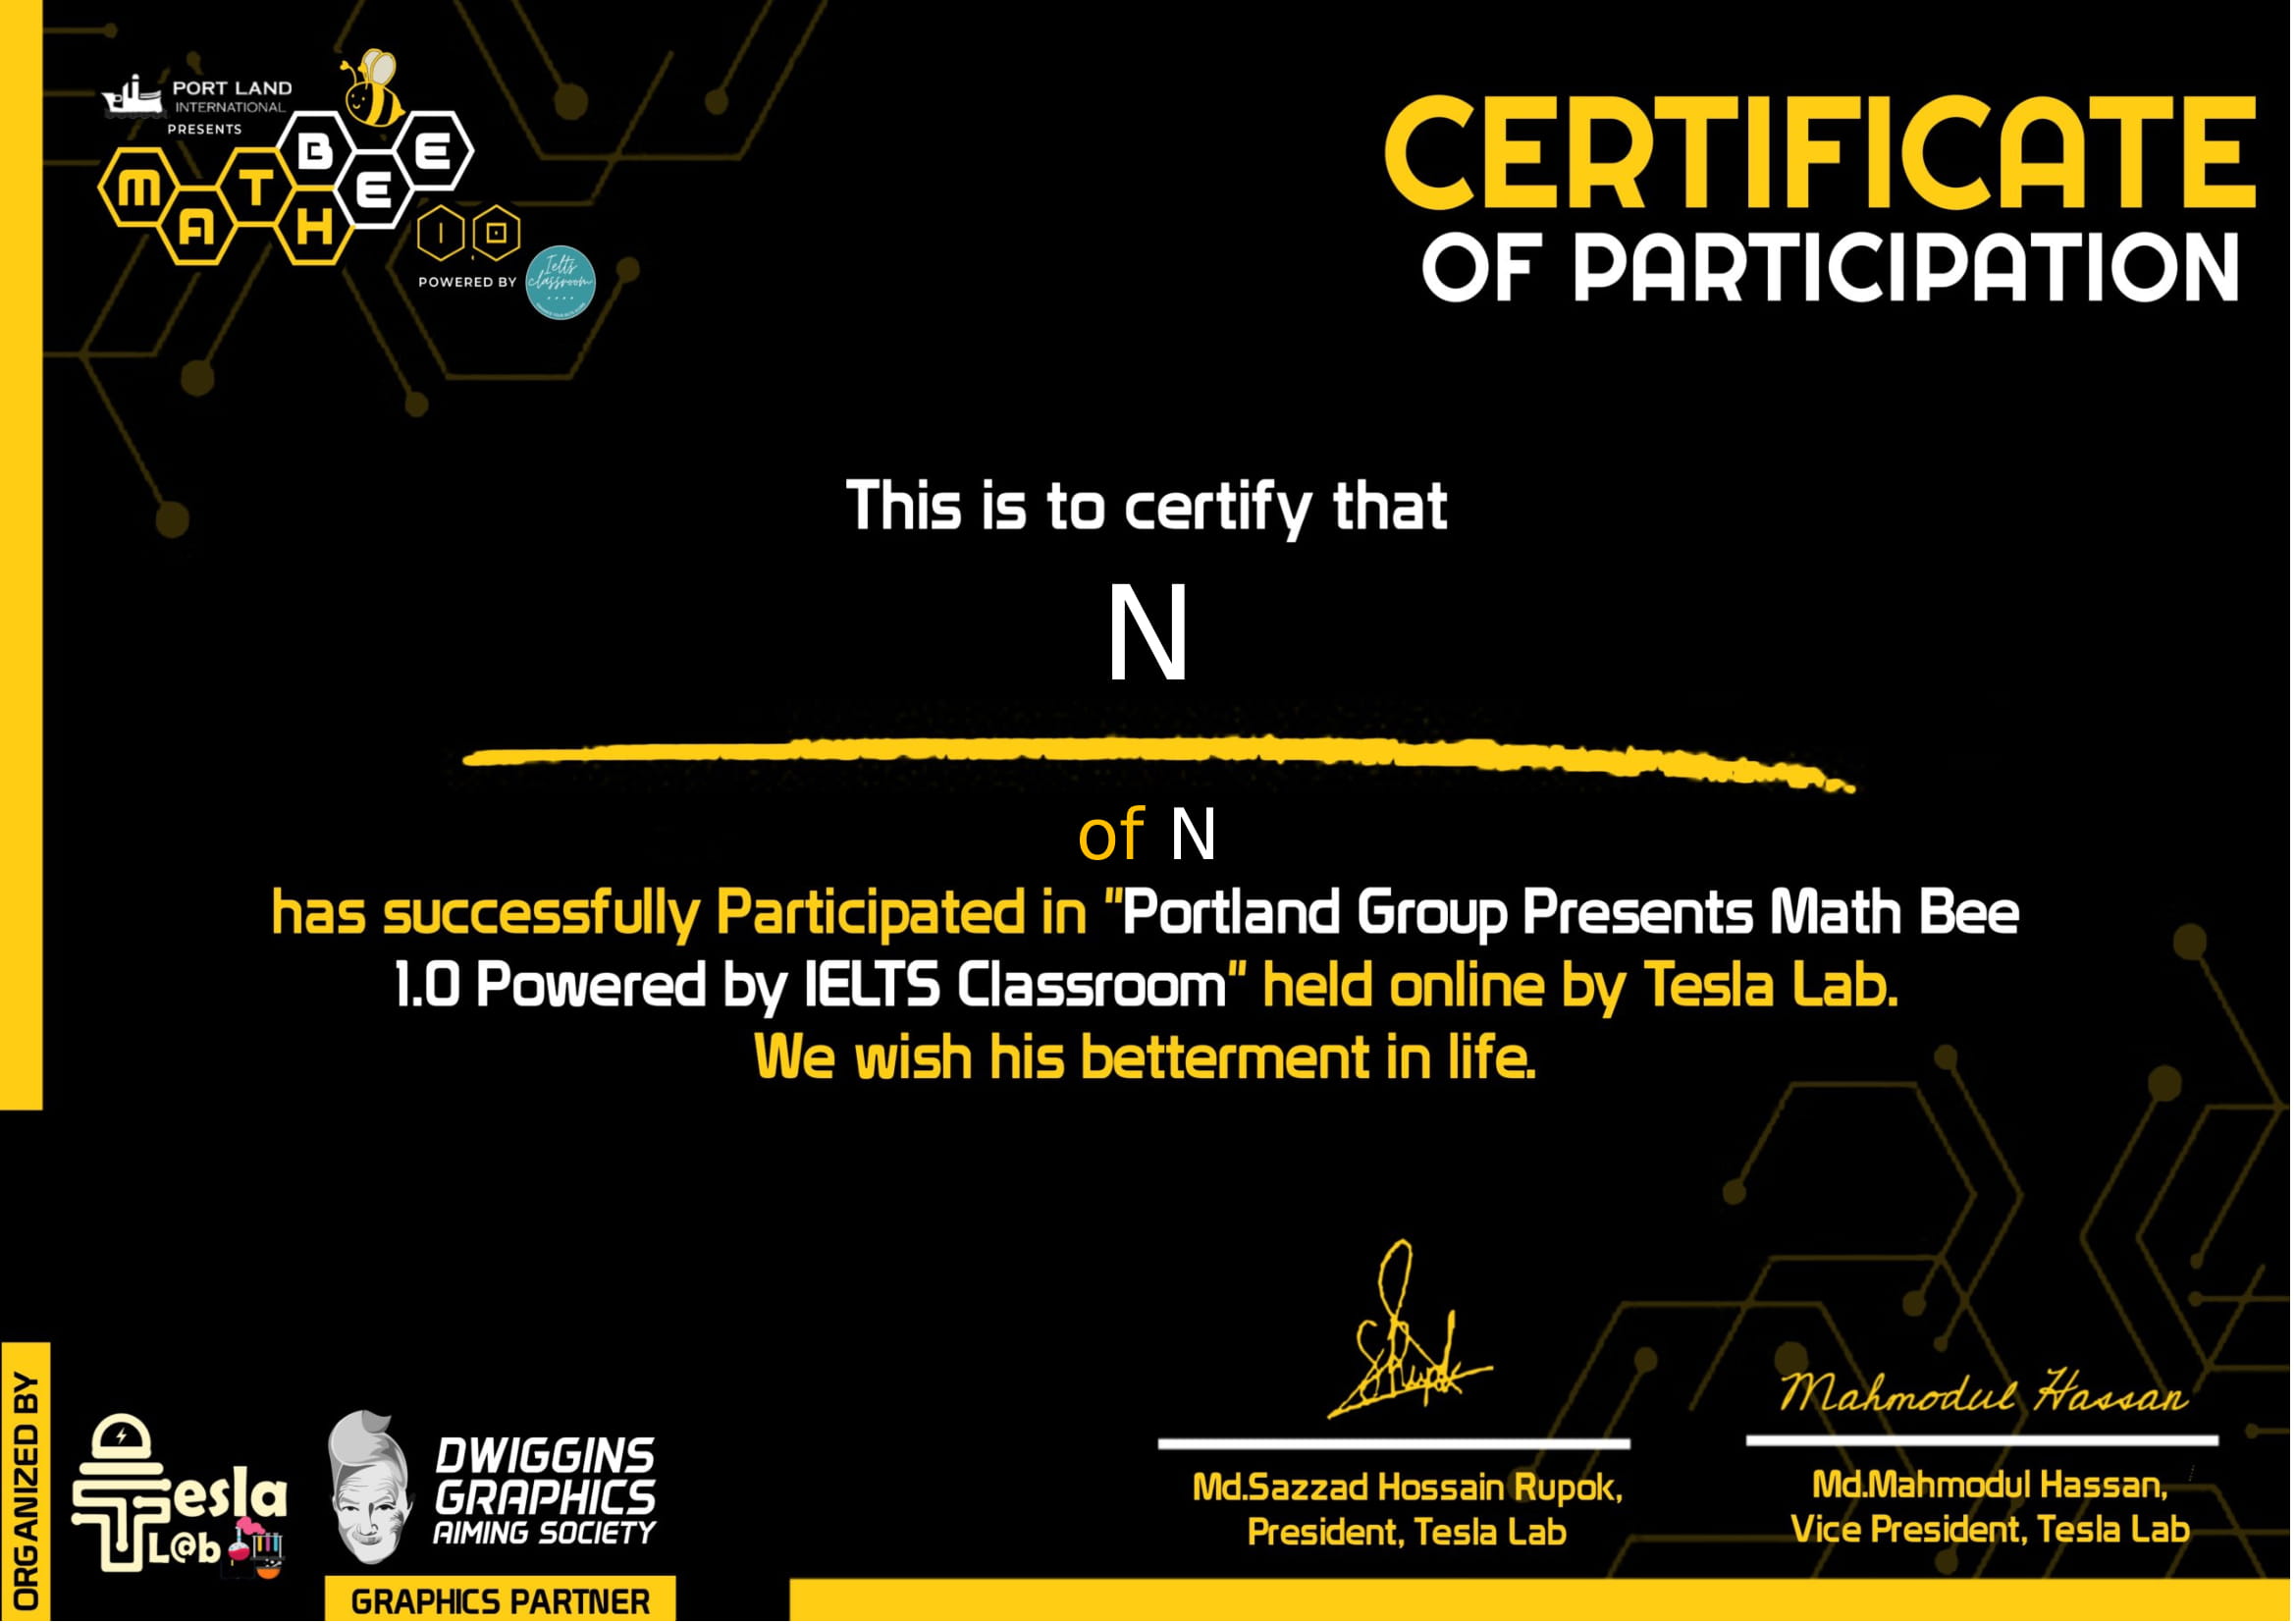 PORT LAND
INTERNATIONAL
PRESENTS
MATH BEE
1.0
POWERED BY
Ielts
classroom
CERTIFICATE
OF PARTICIPATION
This is to certify that
N
of N
has successfully Participated in "Portland Group Presents Math Bee
1.0 Powered by IELTS Classroom" held online by Tesla Lab.
We wish his betterment in life.
SRupok
Md.Sazzad Hossain Rupok,
President, Tesla Lab
Mahmodul Hassan
Md.Mahmodul Hassan,
Vice President, Tesla Lab
ORGANIZED BY
Tesla
L@b
DWIGGINS
GRAPHICS
AIMING SOCIETY
GRAPHICS PARTNER